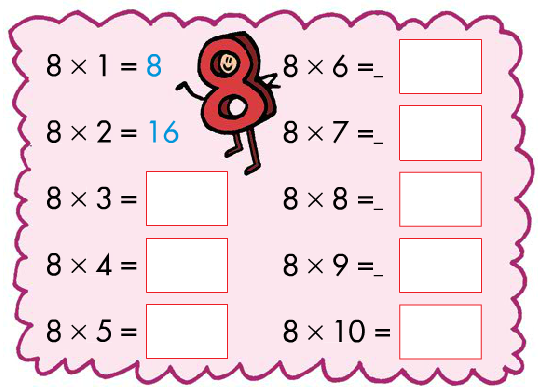 8 × 1 = 8
8 × 2 = 16
8 × 3 =
8 × 4 =
8 × 5 =
8
8 × 6 =_
8 × 7 =_
8 × 8 =_
8 × 9 =_
8 × 10 =